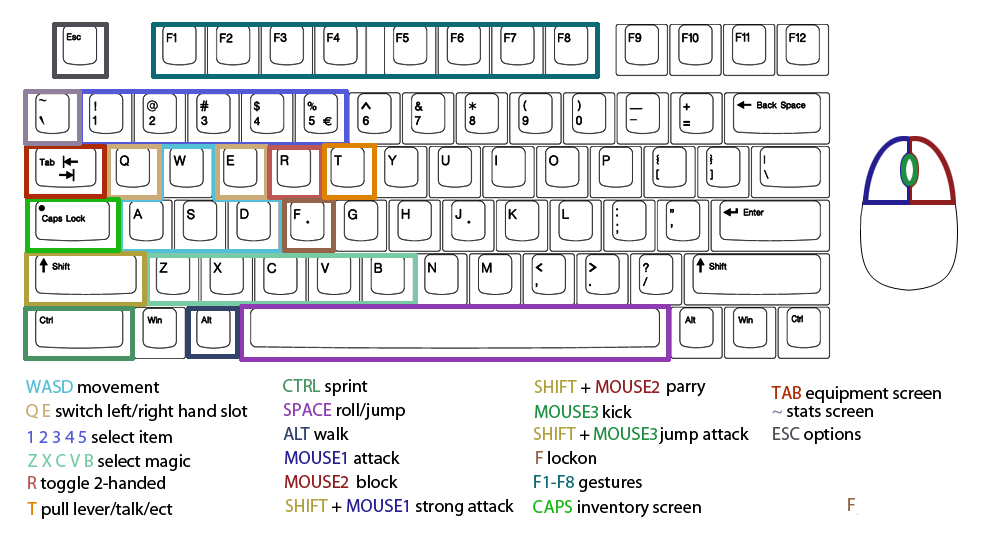 Esc F1 F2 F3 F4 F5 F6 F7 F8 F9 F10 F11 F12
~ ! @ # $ % ^ & * ( ) — +
\ 1 2 3 4 5 € 6 7 8 9 0 - = Back Space
Tab Q W E R T Y U I O P { [ } ] | \
Caps Lock A S D F G H J L K : ; " , Enter
Shift Z X C V B N M < , > . ? / Shift
Ctrl Win Alt Alt Win Ctrl
WASD movement
Q E switch left/right hand slot
1 2 3 4 5 select item
Z X C V B select magic
R toggle 2-handed
T pull lever/talk/ect
CTRL sprint
SPACE roll/jump
ALT walk
MOUSE1 attack
MOUSE2 block
SHIFT + MOUSE1 strong attack
SHIFT + MOUSE2 parry
MOUSE3 kick
SHIFT + MOUSE3 jump attack
F lockon
F1-F8 gestures
CAPS inventory screen
TAB equipment screen
~ stats screen
ESC options
F